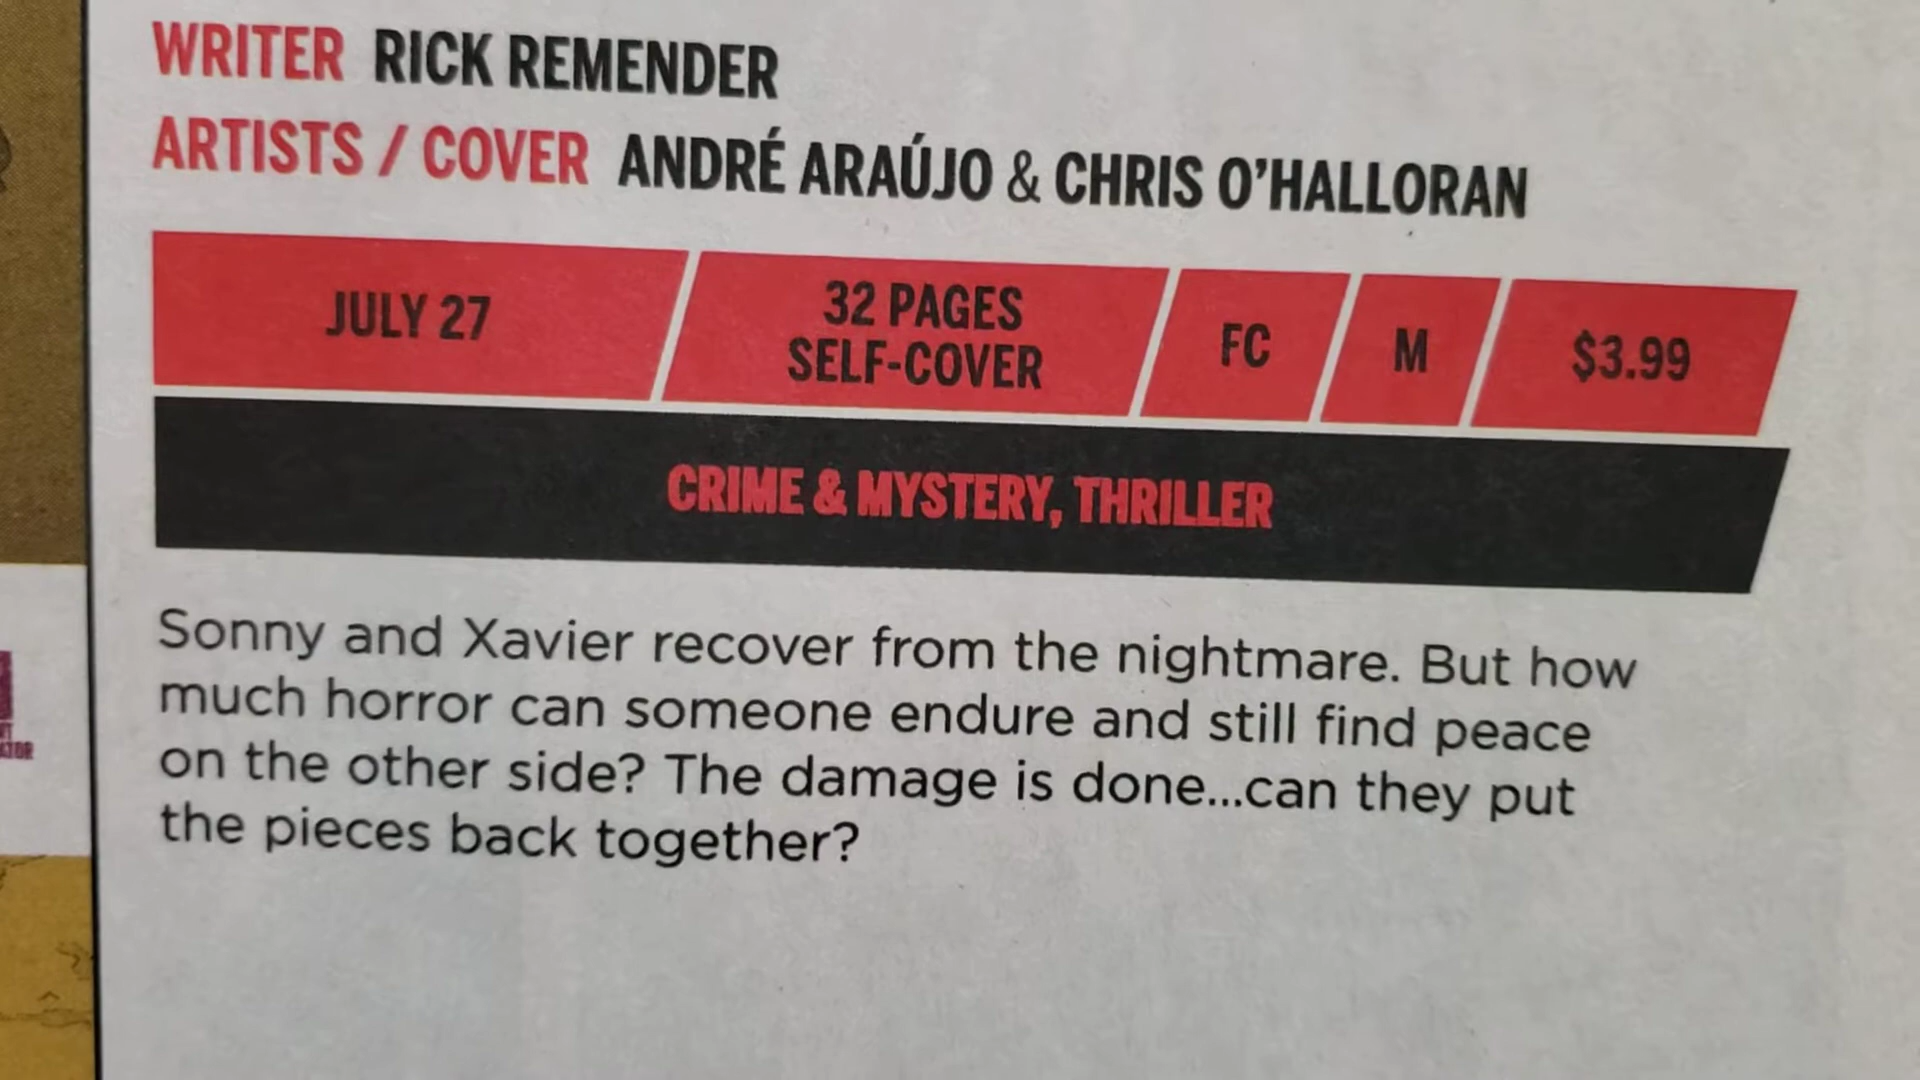 WRITER RICK REMENDER
ARTISTS / COVER ANDRÉ ARAÚJO & CHRIS O'HALLORAN
JULY 27
32 PAGES
SELF-COVER
FC
M
$3.99
CRIME & MYSTERY, THRILLER
Sonny and Xavier recover from the nightmare. But how
much horror can someone endure and still find peace
on the other side? The damage is done...can they put
the pieces back together?